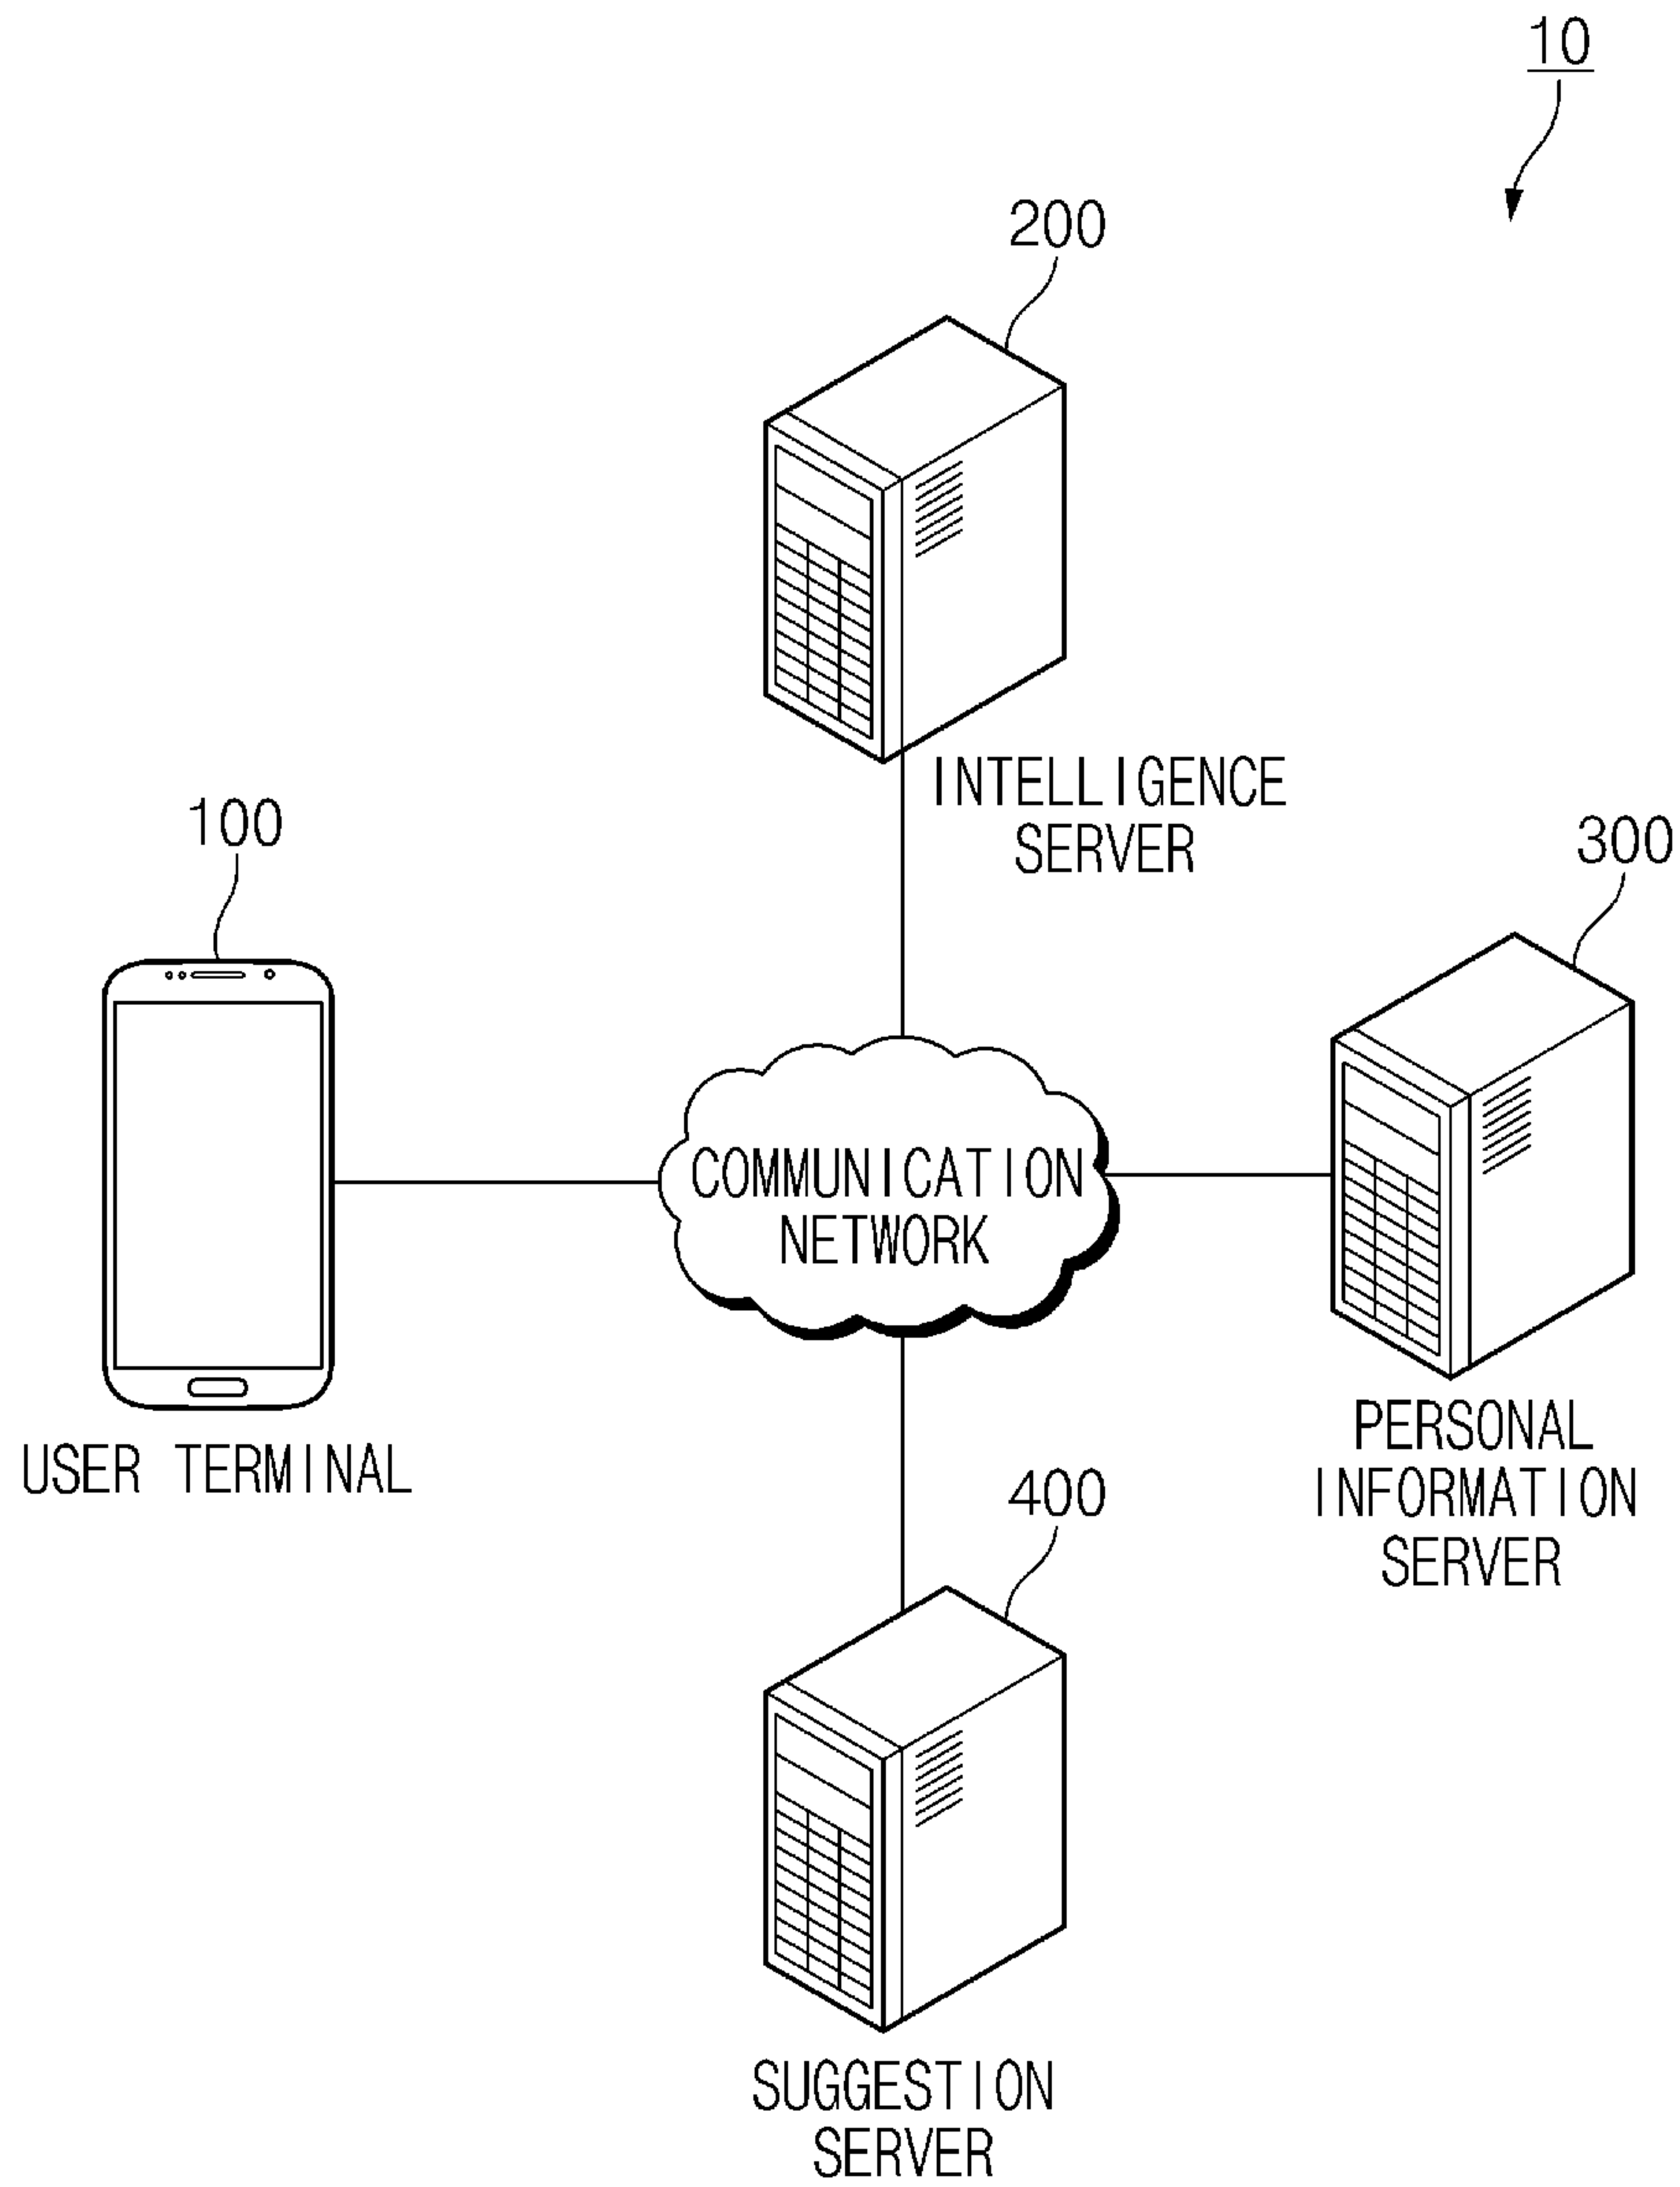 10
200
INTELLIGENCE
SERVER
100
300
COMMUNICATION
NETWORK
USER TERMINAL
PERSONAL
INFORMATION
SERVER
400
SUGGESTION
SERVER